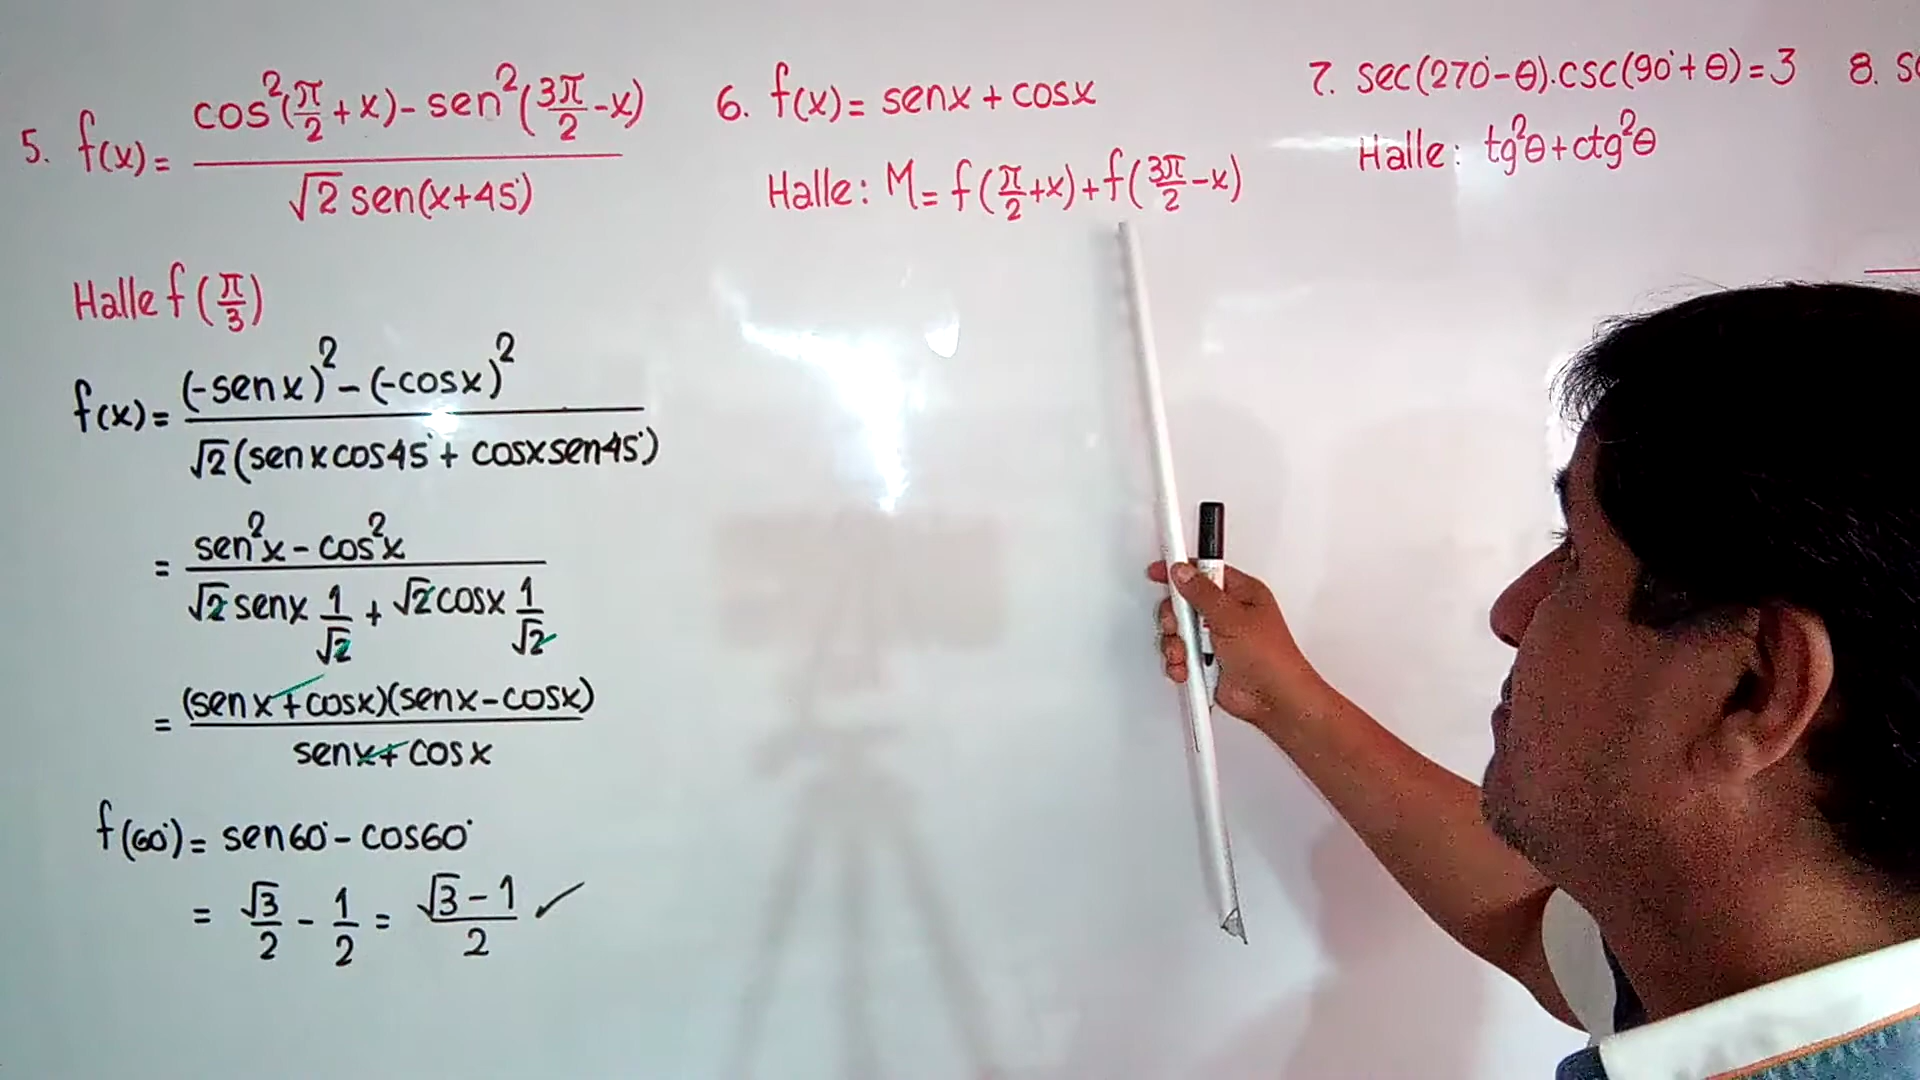 5. f(x) = cos²(π/2 + x) - sen²(3π/2 - x) / √2 sen(x+45°)
Halle f(π/3)
f(x) = (-senx)² - (-cosx)² / √2(senxcos45° + cosxsen45°)
= sen²x - cos²x / √2senx 1/√2 + √2cosx 1/√2
= (senx+cosx)(senx-cosx) / senx+cosx
f(60°) = sen60° - cos60°
= √3/2 - 1/2 = √3-1/2 ✓
6. f(x) = senx + cosx
Halle: M = f(π/2+x) + f(3π/2-x)
7. sec(270°-θ).csc(90°+θ) = 3
Halle: tg²θ+ctg²θ
8.